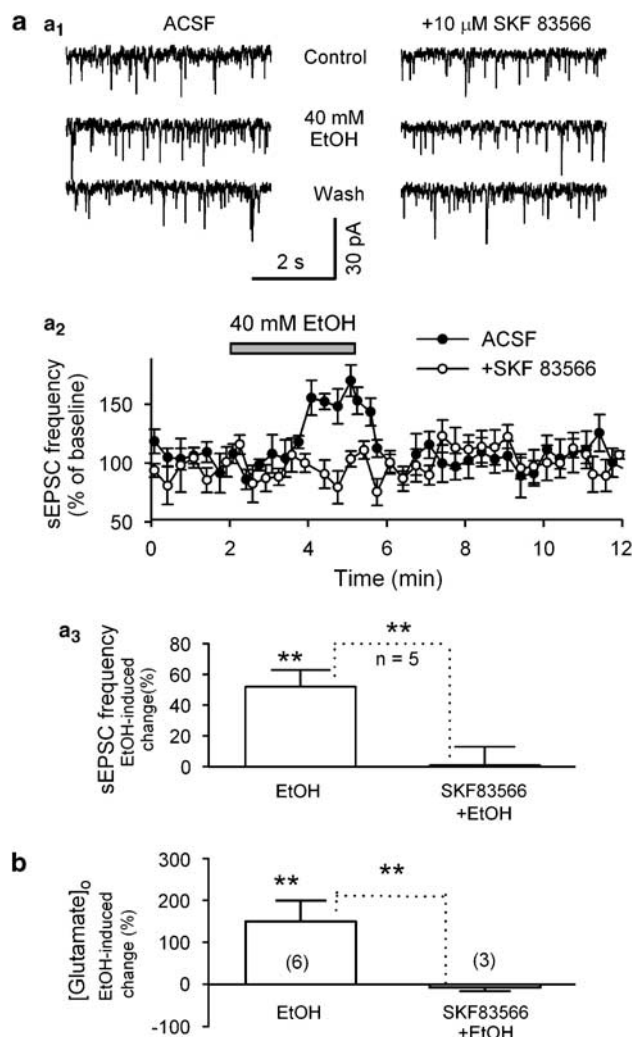 a
a1
ACSF
+10 μM SKF 83566
Control
40 mM
EtOH
Wash
2 s
30 pA
a2
40 mM EtOH
ACSF
+SKF 83566
sEPSC frequency
(% of baseline)
150
100
50
0
2
4
6
8
10
12
Time (min)
a3
sEPSC frequency
EtOH-induced
change(%)
80
60
40
20
0
**
**
n = 5
EtOH
SKF83566
+EtOH
b
[Glutamate]o
EtOH-induced
change (%)
300
200
100
0
-100
**
**
(6)
(3)
EtOH
SKF83566
+EtOH